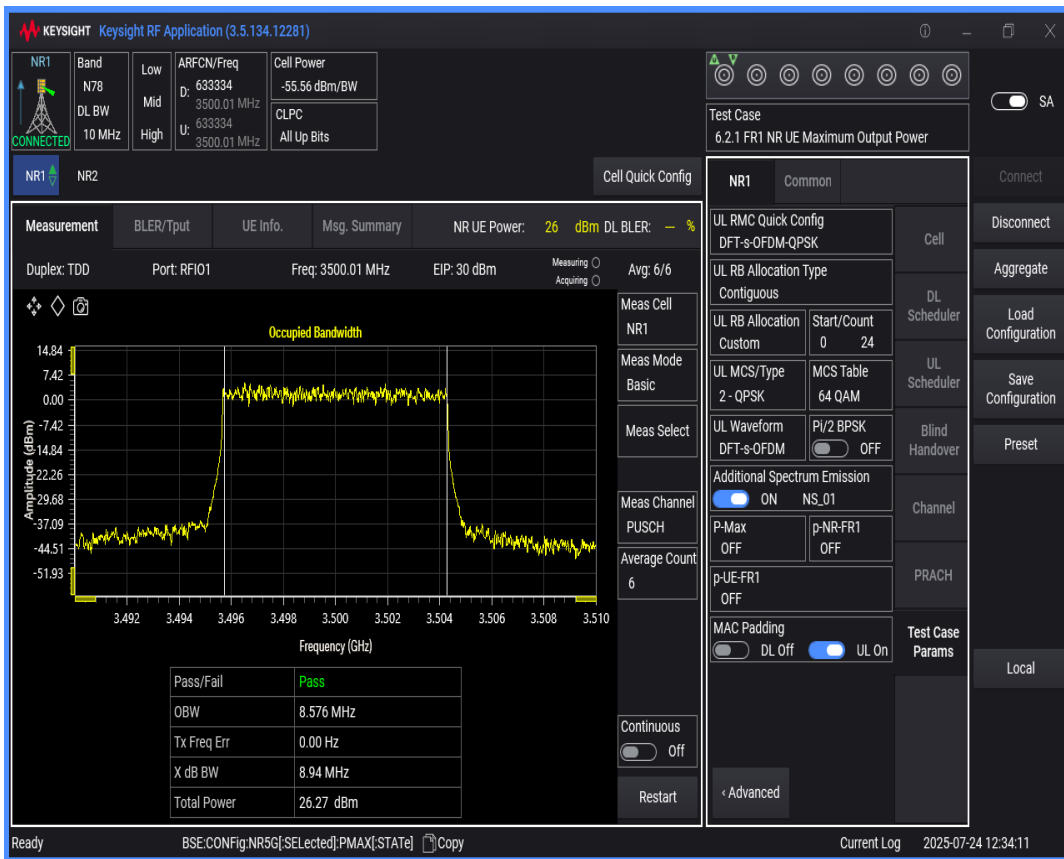 KEYSIGHT Keysight RF Application (3.5.134.12281)
NR1
CONNECTED
Band
N78
DL BW
10 MHz
Low
Mid
High
ARFCN/Freq
D: 633334
3500.01 MHz
U: 633334
3500.01 MHz
Cell Power
-55.56 dBm/BW
CLPC
All Up Bits
Test Case
6.2.1 FR1 NR UE Maximum Output Power
SA
NR1 NR2 Cell Quick Config
Measurement BLER/Tput UE Info. Msg. Summary NR UE Power: 26 dBm DL BLER: — %
Duplex: TDD Port: RFIO1 Freq: 3500.01 MHz EIP: 30 dBm Measuring Avg: 6/6
Acquiring
Occupied Bandwidth
Amplitude (dBm)
14.84
7.42
0.00
-7.42
-14.84
-22.26
-29.68
-37.09
-44.51
-51.93
3.492 3.494 3.496 3.498 3.500 3.502 3.504 3.506 3.508 3.510
Frequency (GHz)
Pass/Fail Pass
OBW 8.576 MHz
Tx Freq Err 0.00 Hz
X dB BW 8.94 MHz
Total Power 26.27 dBm
Meas Cell
NR1
Meas Mode
Basic
Meas Select
Meas Channel
PUSCH
Average Count
6
Continuous
Off
Restart
NR1 Common
UL RMC Quick Config
DFT-s-OFDM-QPSK
UL RB Allocation Type
Contiguous
UL RB Allocation Start/Count
Custom 0 24
UL MCS/Type MCS Table
2 - QPSK 64 QAM
UL Waveform Pi/2 BPSK
DFT-s-OFDM OFF
Additional Spectrum Emission
ON NS_01
P-Max p-NR-FR1
OFF OFF
p-UE-FR1
OFF
MAC Padding
DL Off UL On
‹ Advanced
Cell
DL
Scheduler
UL
Scheduler
Blind
Handover
Channel
PRACH
Test Case
Params
Connect
Disconnect
Aggregate
Load
Configuration
Save
Configuration
Preset
Local
Ready BSE:CONFig:NR5G[:SELected]:PMAX[:STATe] Copy Current Log 2025-07-24 12:34:11